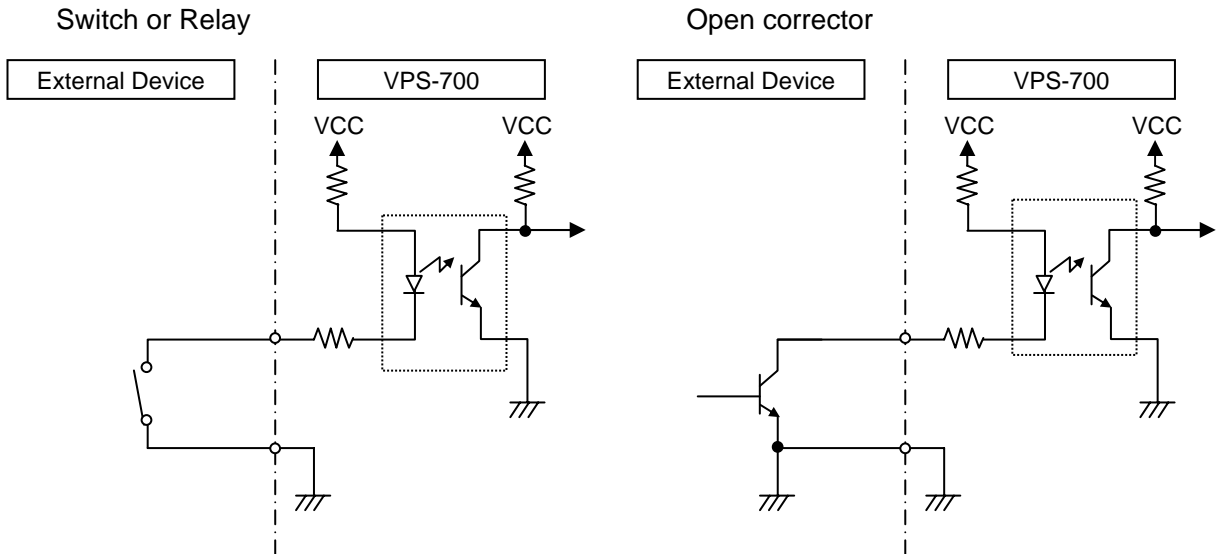 Switch or Relay
Open corrector
External Device
VPS-700
External Device
VPS-700
VCC
VCC
VCC
VCC